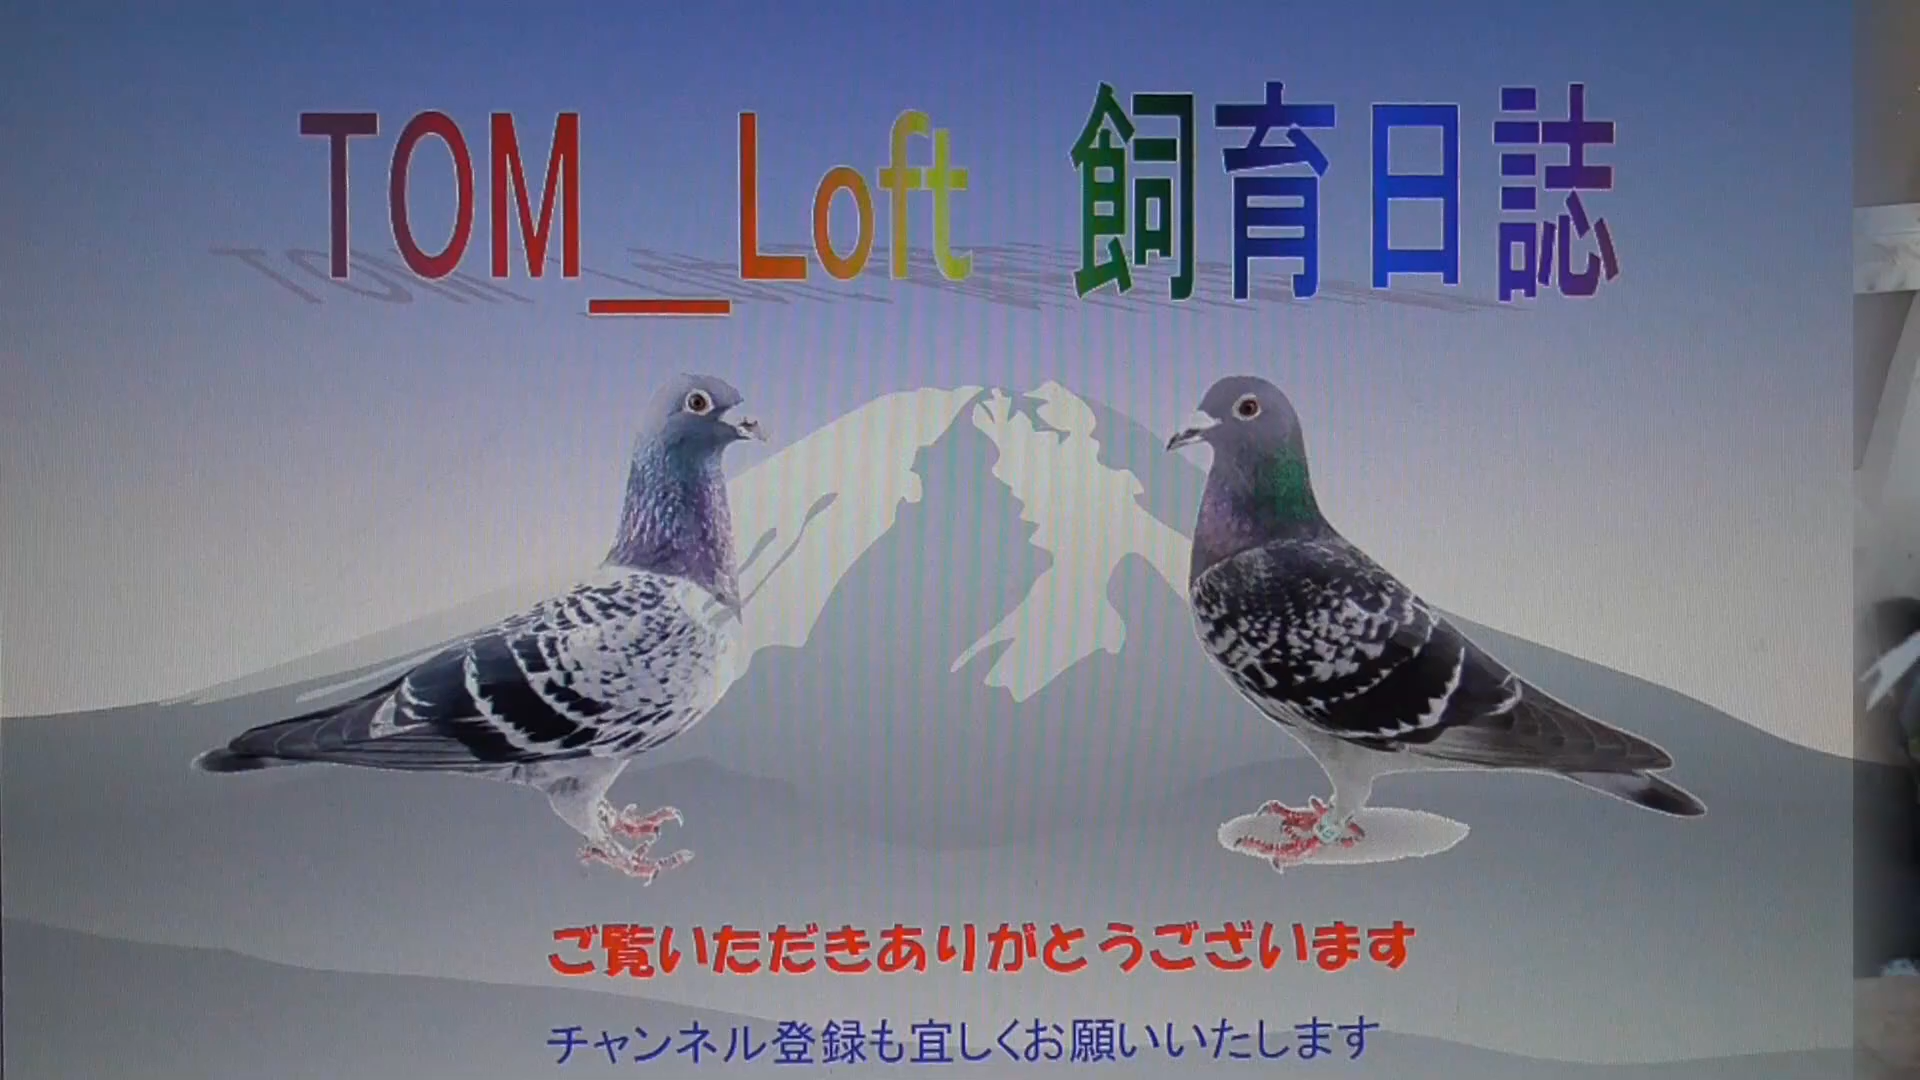 TOM_Loft 飼育日誌
ご覧いただきありがとうございます
チャンネル登録も宜しくお願いいたします